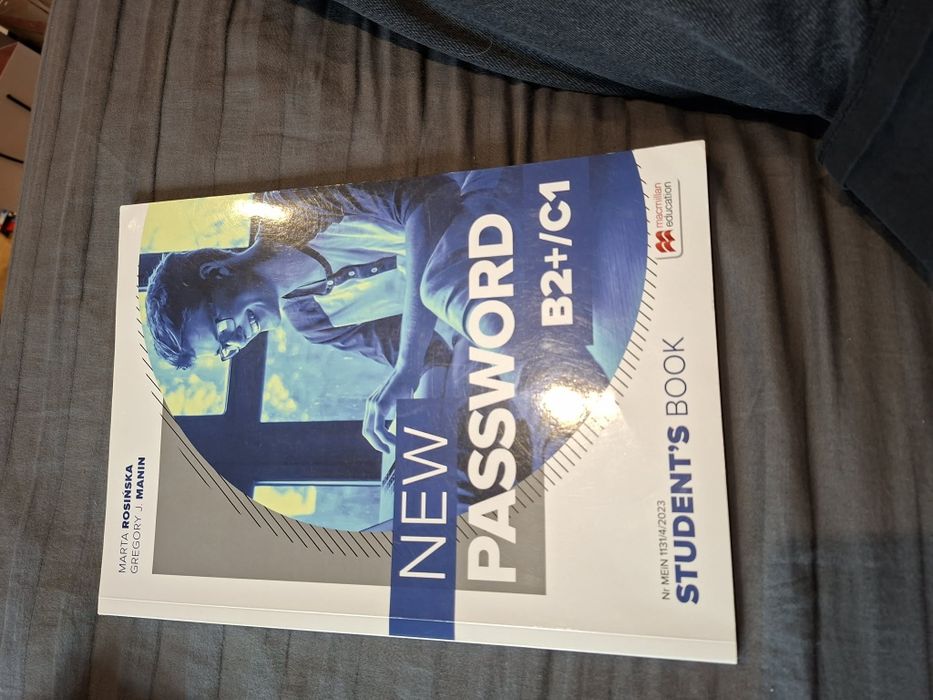 MARTA ROSIŃSKA
GREGORY J. MANIN
NEW
PASSWORD
B2+/C1
Nr MEIN 1131/4/2023
STUDENT'S BOOK
macmillan
education